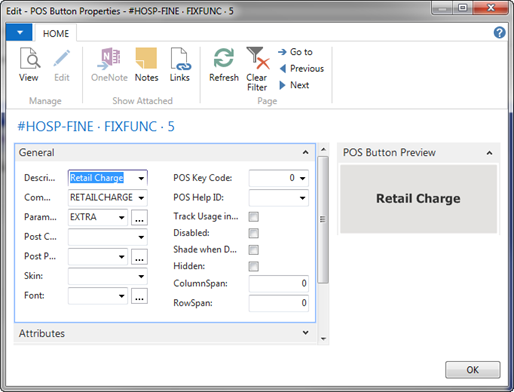 Edit - POS Button Properties - #HOSP-FINE · FIXFUNC · 5
HOME
View
Edit
Manage
OneNote
Notes
Links
Show Attached
Refresh
Clear
Filter
Go to
Previous
Next
Page
#HOSP-FINE · FIXFUNC · 5
General
Descri... Retail Charge
Com... RETAILCHARGE
Param... EXTRA ...
Post C...
Post P... ...
Skin:
Font: ...
POS Key Code: 0
POS Help ID:
Track Usage in...
Disabled:
Shade when D...
Hidden:
ColumnSpan: 0
RowSpan: 0
Attributes
POS Button Preview
Retail Charge
OK